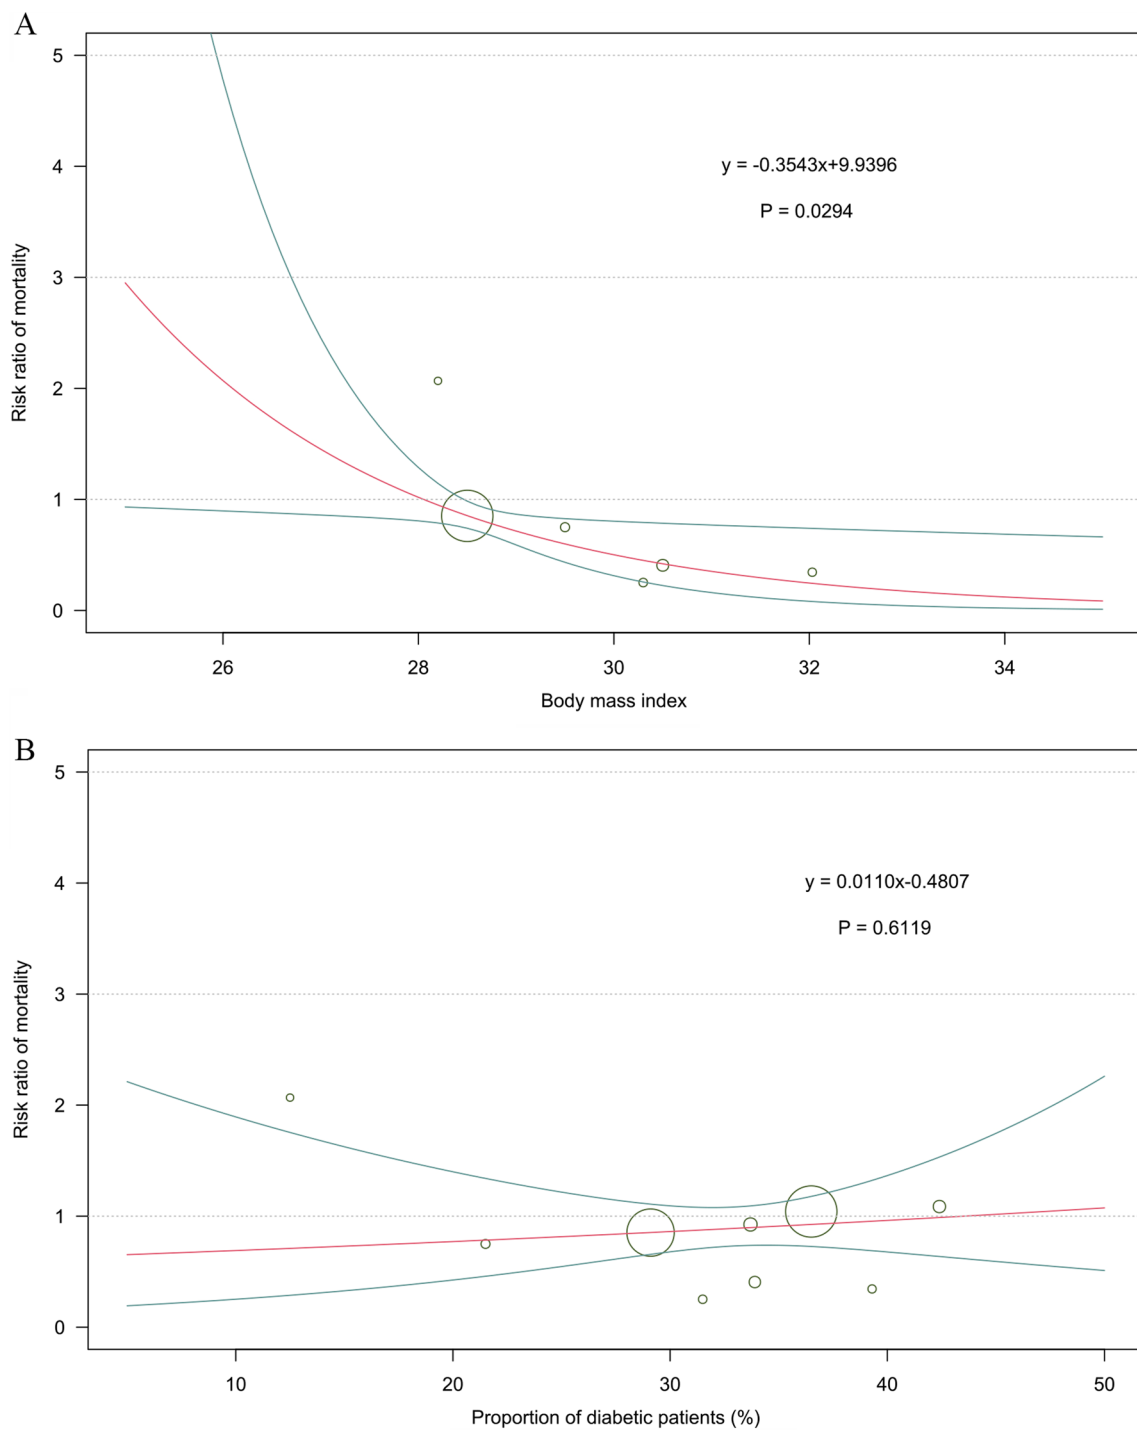 A
5
4
3
2
1
0
Risk ratio of mortality
y = -0.3543x+9.9396
P = 0.0294
26 28 30 32 34
Body mass index
B
5
4
3
2
1
0
Risk ratio of mortality
y = 0.0110x-0.4807
P = 0.6119
10 20 30 40 50
Proportion of diabetic patients (%)